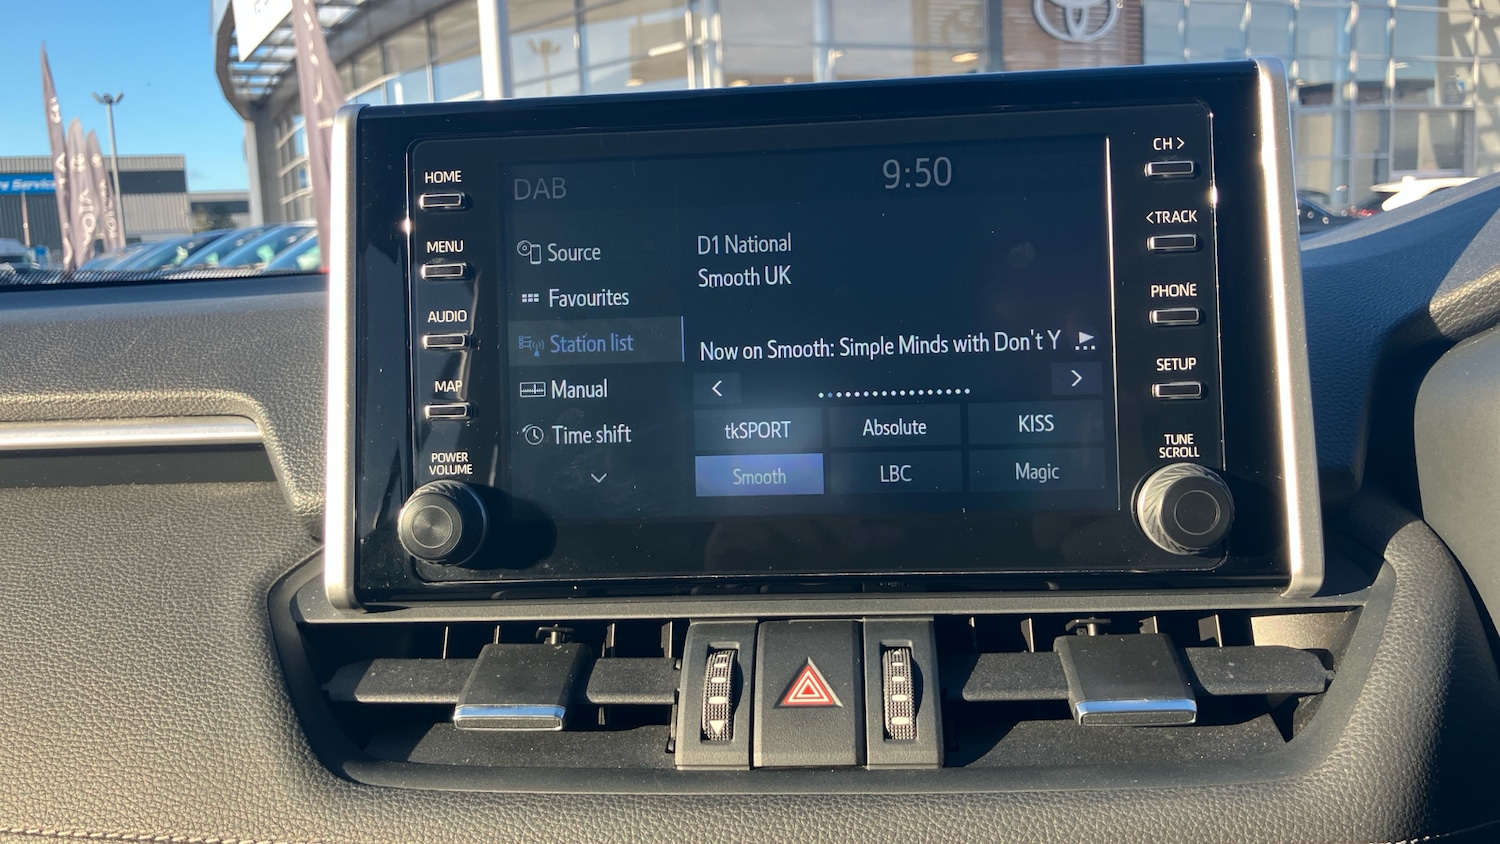 HOME
MENU
AUDIO
MAP
POWER
VOLUME
DAB
9:50
Source
Favourites
Station list
Manual
Time shift
D1 National
Smooth UK
Now on Smooth: Simple Minds with Don't Y
tkSPORT
Absolute
KISS
Smooth
LBC
Magic
CH >
<TRACK
PHONE
SETUP
TUNE
SCROLL
Service